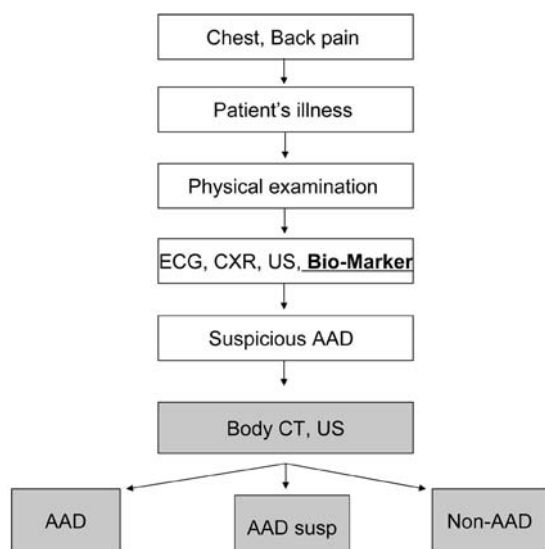 Chest, Back pain
Patient's illness
Physical examination
ECG, CXR, US, Bio-Marker
Suspicious AAD
Body CT, US
AAD
AAD susp
Non-AAD